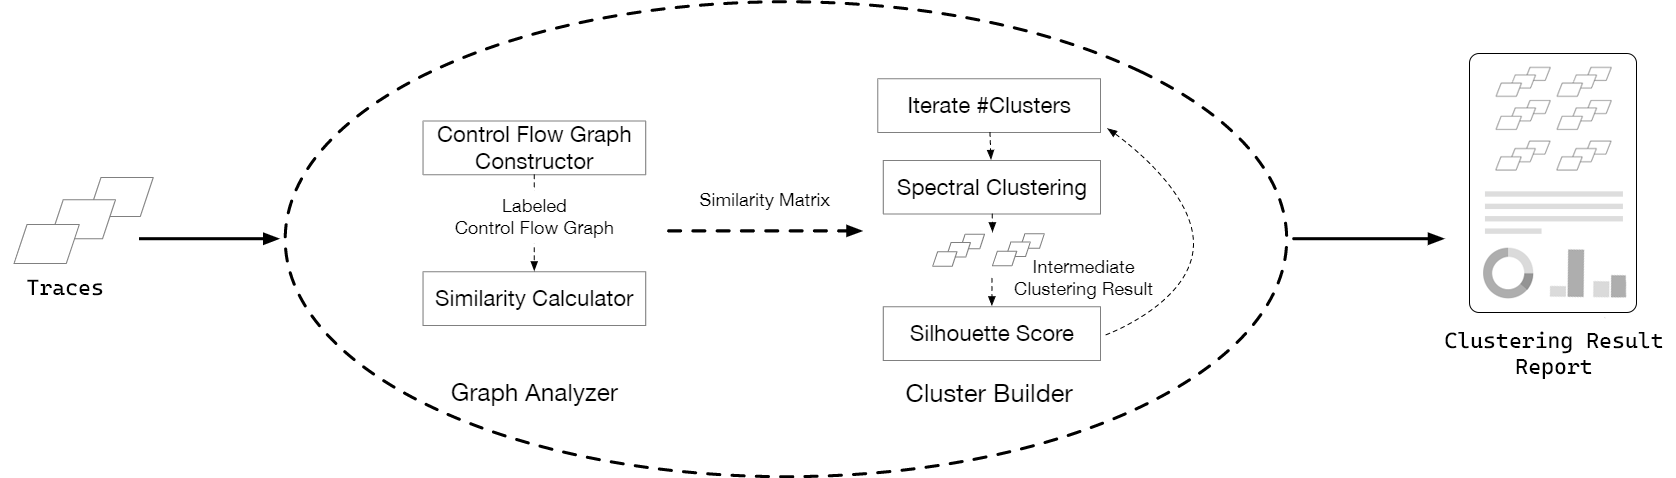 Traces
Control Flow Graph
Constructor
Labeled
Control Flow Graph
Similarity Calculator
Graph Analyzer
Similarity Matrix
Iterate #Clusters
Spectral Clustering
Intermediate
Clustering Result
Silhouette Score
Cluster Builder
Clustering Result
Report